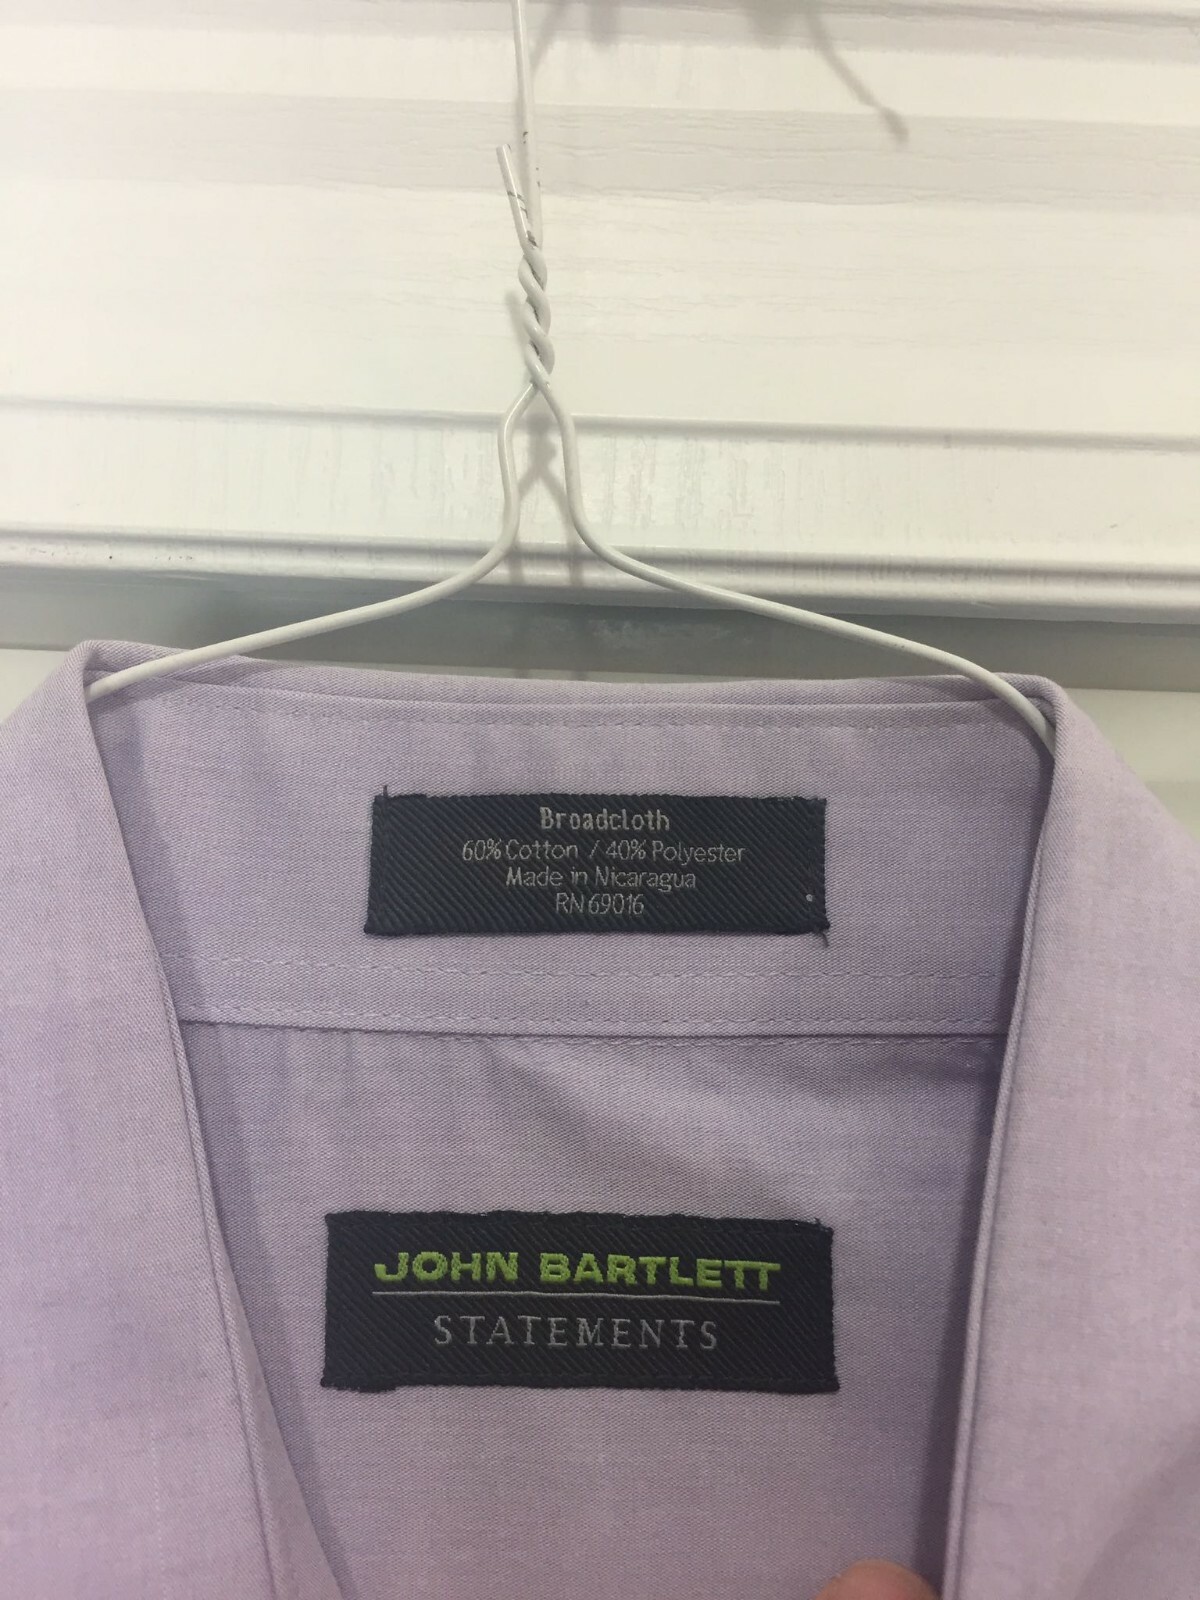 Broadcloth
60% Cotton / 40% Polyester
Made in Nicaragua
RN 69016
JOHN BARTLETT
STATEMENTS